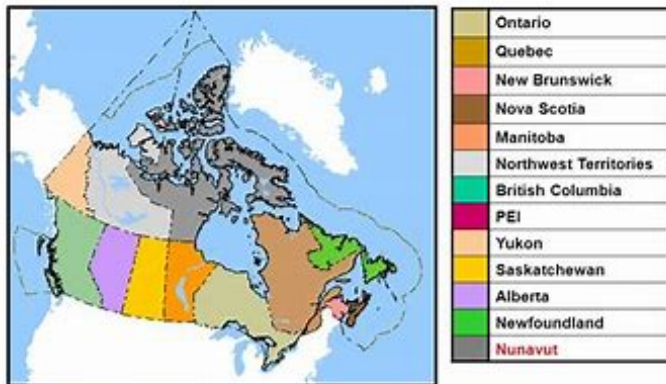 Ontario
Quebec
New Brunswick
Nova Scotia
Manitoba
Northwest Territories
British Columbia
PEI
Yukon
Saskatchewan
Alberta
Newfoundland
Nunavut